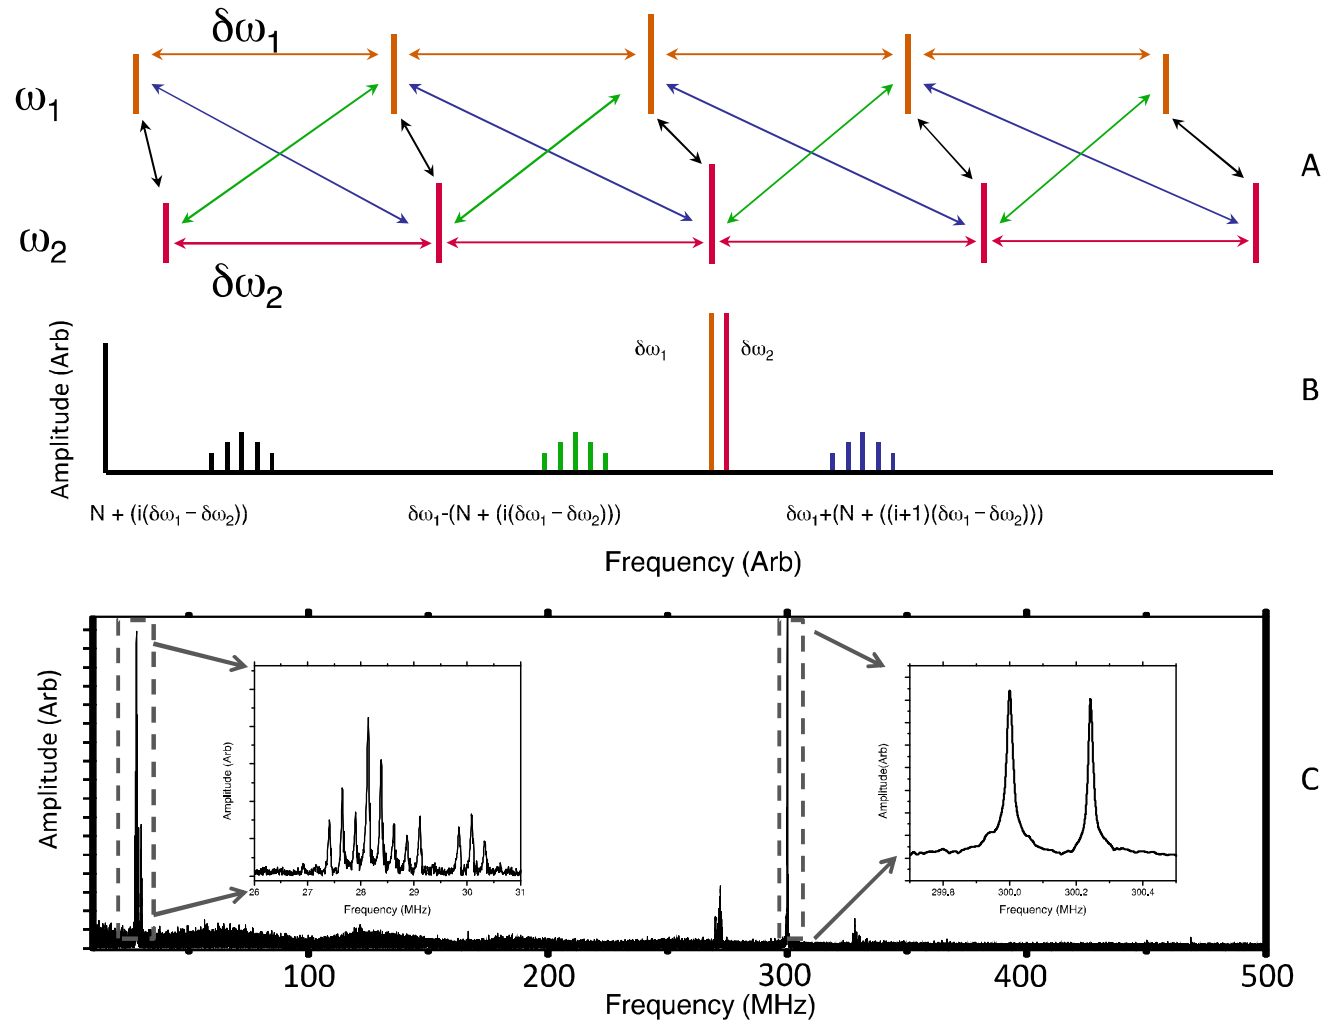 δω1
ω1
A
ω2
δω2
Amplitude (Arb)
δω1
δω2
B
N + (i(δω1 – δω2))
δω1-(N + (i(δω1 – δω2)))
δω1+(N + ((i+1)(δω1 – δω2)))
Frequency (Arb)
Amplitude (Arb)
Amplitude (Arb)
26 27 28 29 30 31
Frequency (MHz)
Amplitude(Arb)
299.8 300.0 300.2 300.4
Frequency (MHz)
C
100 200 300 400 500
Frequency (MHz)